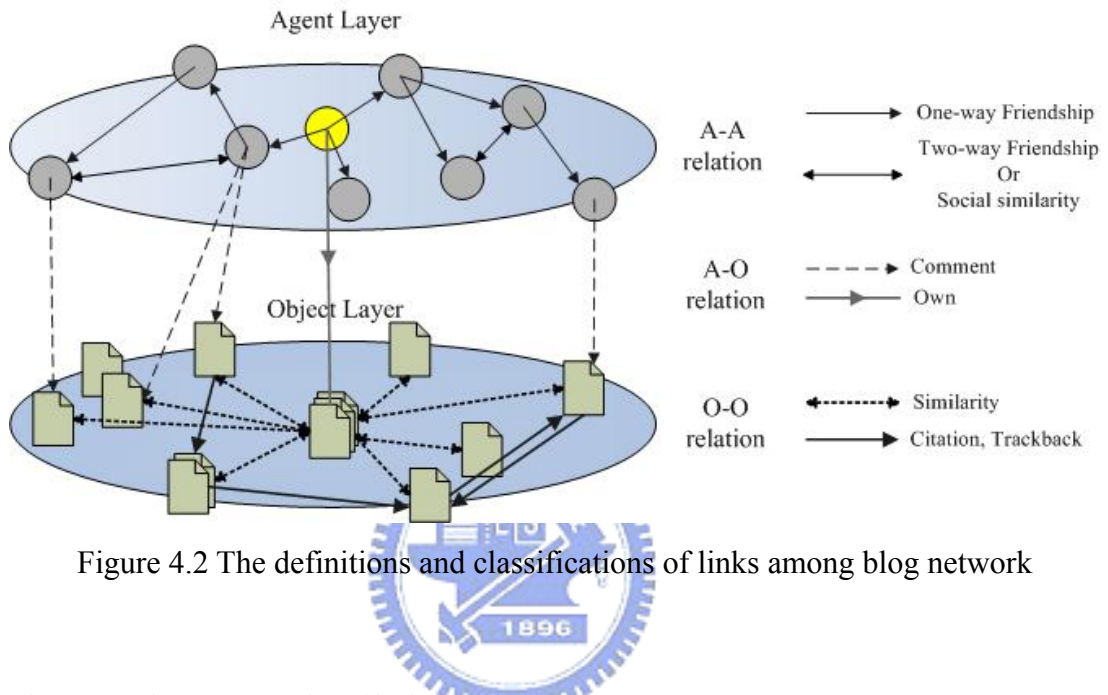 Agent Layer
A-A
relation
One-way Friendship
Two-way Friendship
Or
Social similarity
A-O
relation
Comment
Own
Object Layer
O-O
relation
Similarity
Citation, Trackback
Figure 4.2 The definitions and classifications of links among blog network
1896